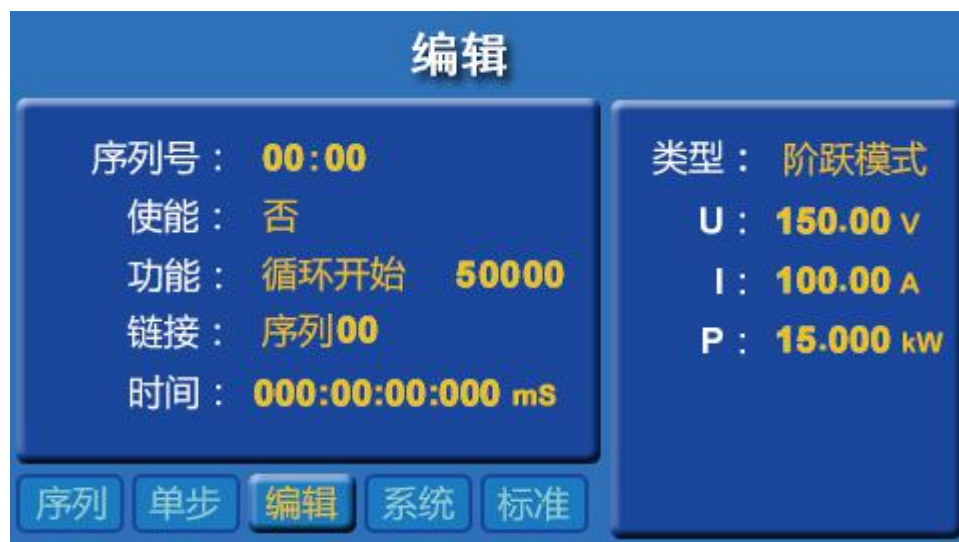 编辑
序列号： 00:00
使能： 否
功能： 循环开始 50000
链接： 序列00
时间： 000:00:00:000 mS
类型： 阶跃模式
U： 150.00 V
I： 100.00 A
P： 15.000 kW
序列 单步 编辑 系统 标准